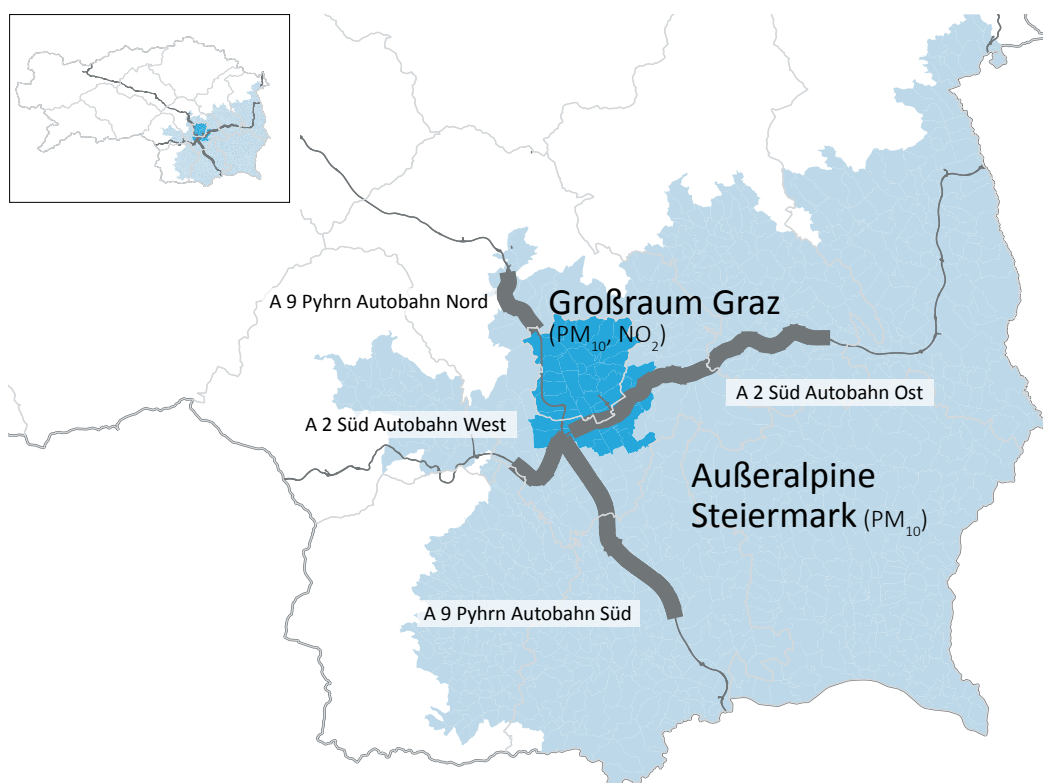 A 9 Pyhrn Autobahn Nord
Großraum Graz
(PM10, NO2)
A 2 Süd Autobahn Ost
A 2 Süd Autobahn West
Außeralpine
Steiermark (PM10)
A 9 Pyhrn Autobahn Süd